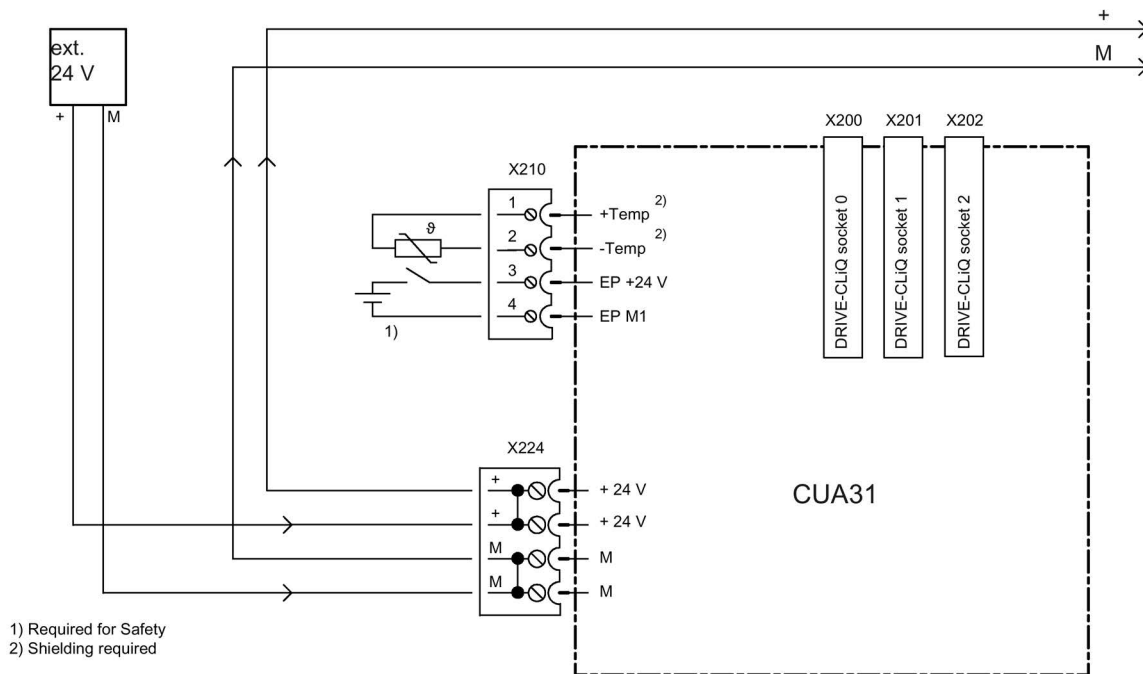 +
M
ext.
24 V
+ M
X200 X201 X202
X210
DRIVE-CLiQ socket 0
DRIVE-CLiQ socket 1
DRIVE-CLiQ socket 2
1 +Temp 2)
ϑ
2 -Temp 2)
3 EP +24 V
4 EP M1
1)
X224
+ + 24 V
+ + 24 V
M M
M M
CUA31
1) Required for Safety
2) Shielding required